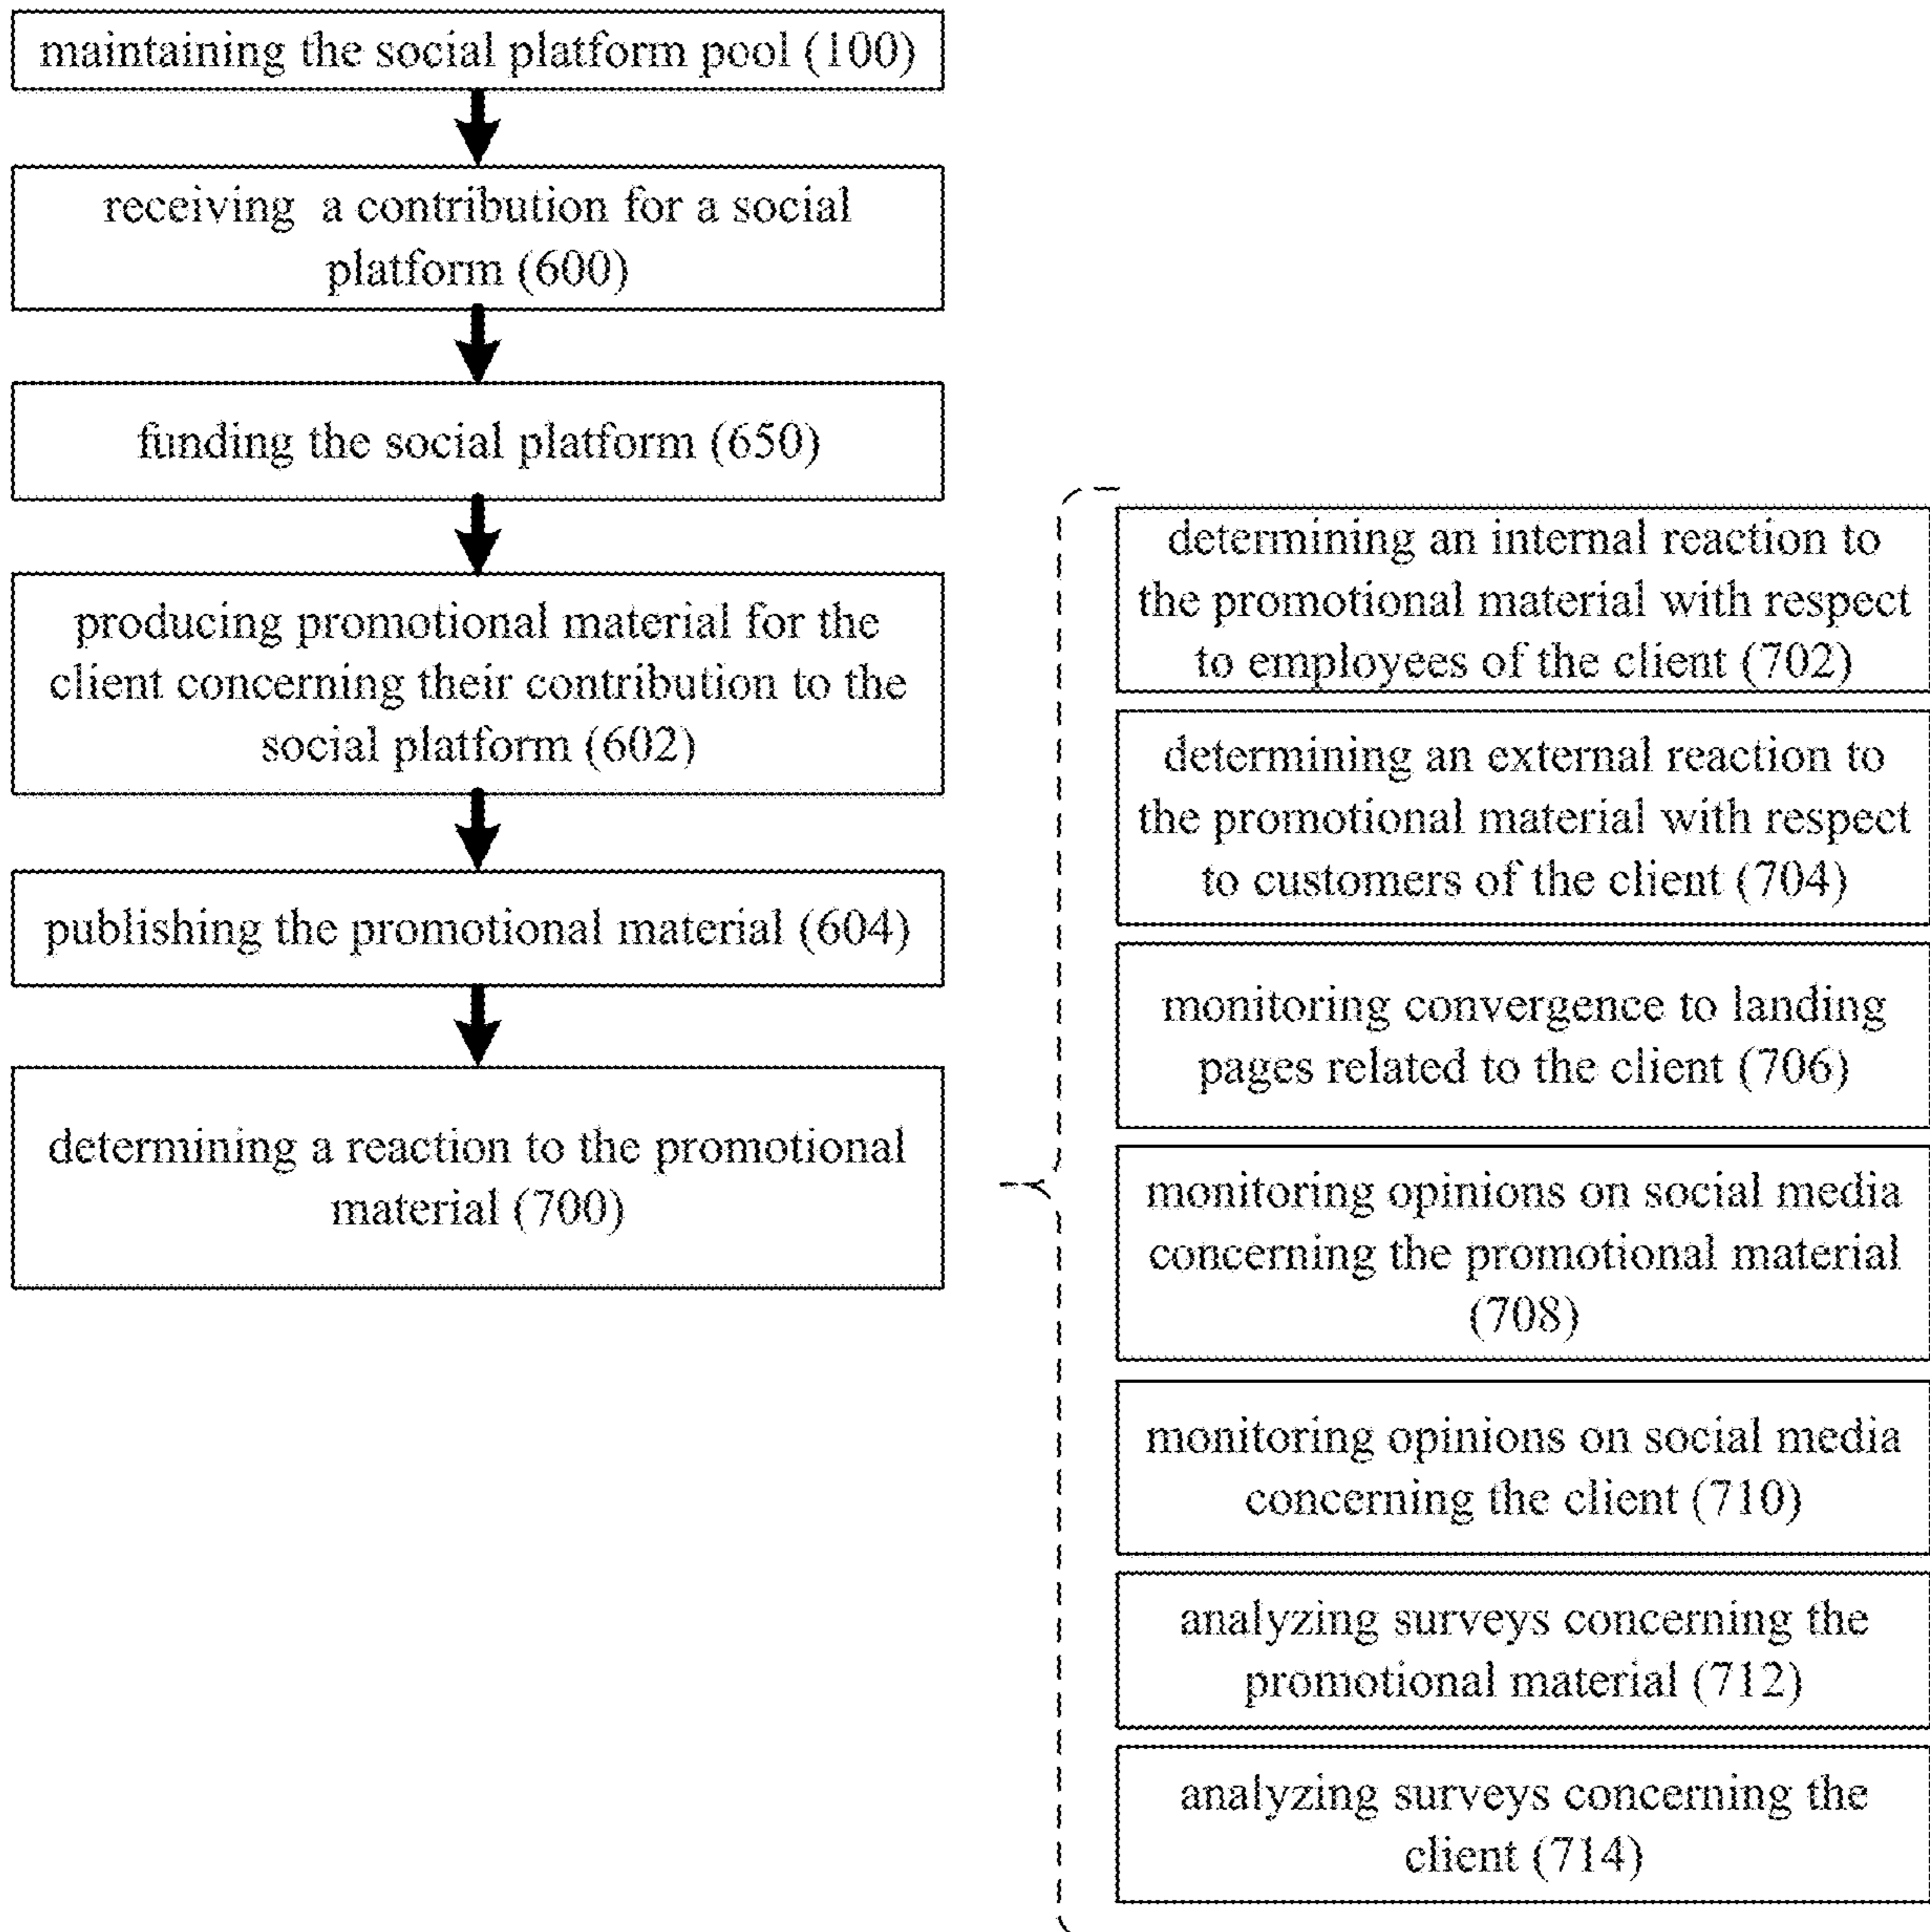 maintaining the social platform pool (100)
receiving a contribution for a social
platform (600)
funding the social platform (650)
producing promotional material for the
client concerning their contribution to the
social platform (602)
publishing the promotional material (604)
determining a reaction to the promotional
material (700)
determining an internal reaction to
the promotional material with respect
to employees of the client (702)
determining an external reaction to
the promotional material with respect
to customers of the client (704)
monitoring convergence to landing
pages related to the client (706)
monitoring opinions on social media
concerning the promotional material
(708)
monitoring opinions on social media
concerning the client (710)
analyzing surveys concerning the
promotional material (712)
analyzing surveys concerning the
client (714)